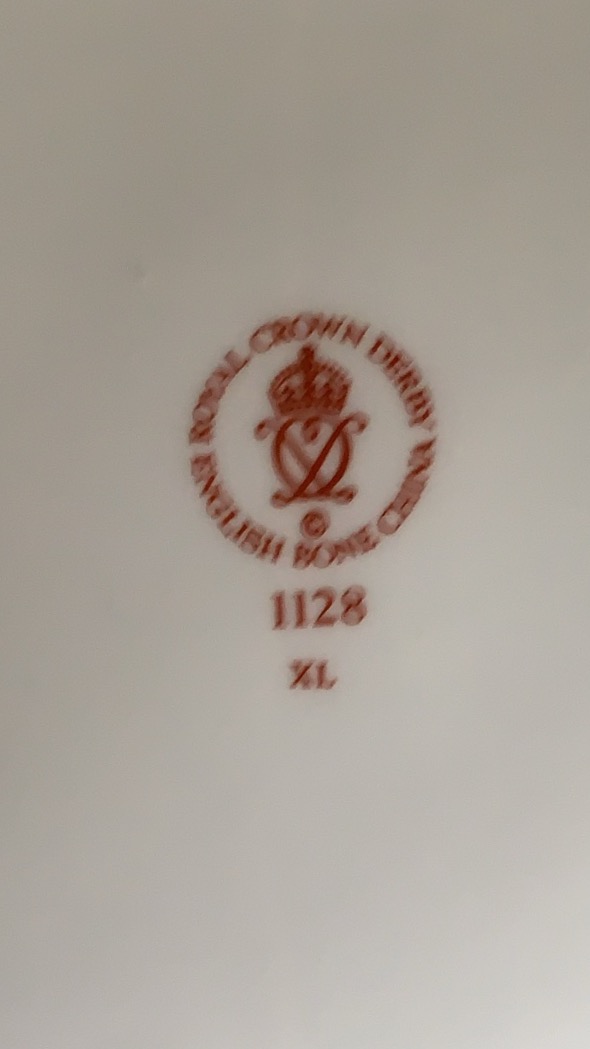 ROYAL CROWN DERBY
ENGLISH BONE CHINA
©
1128
XL